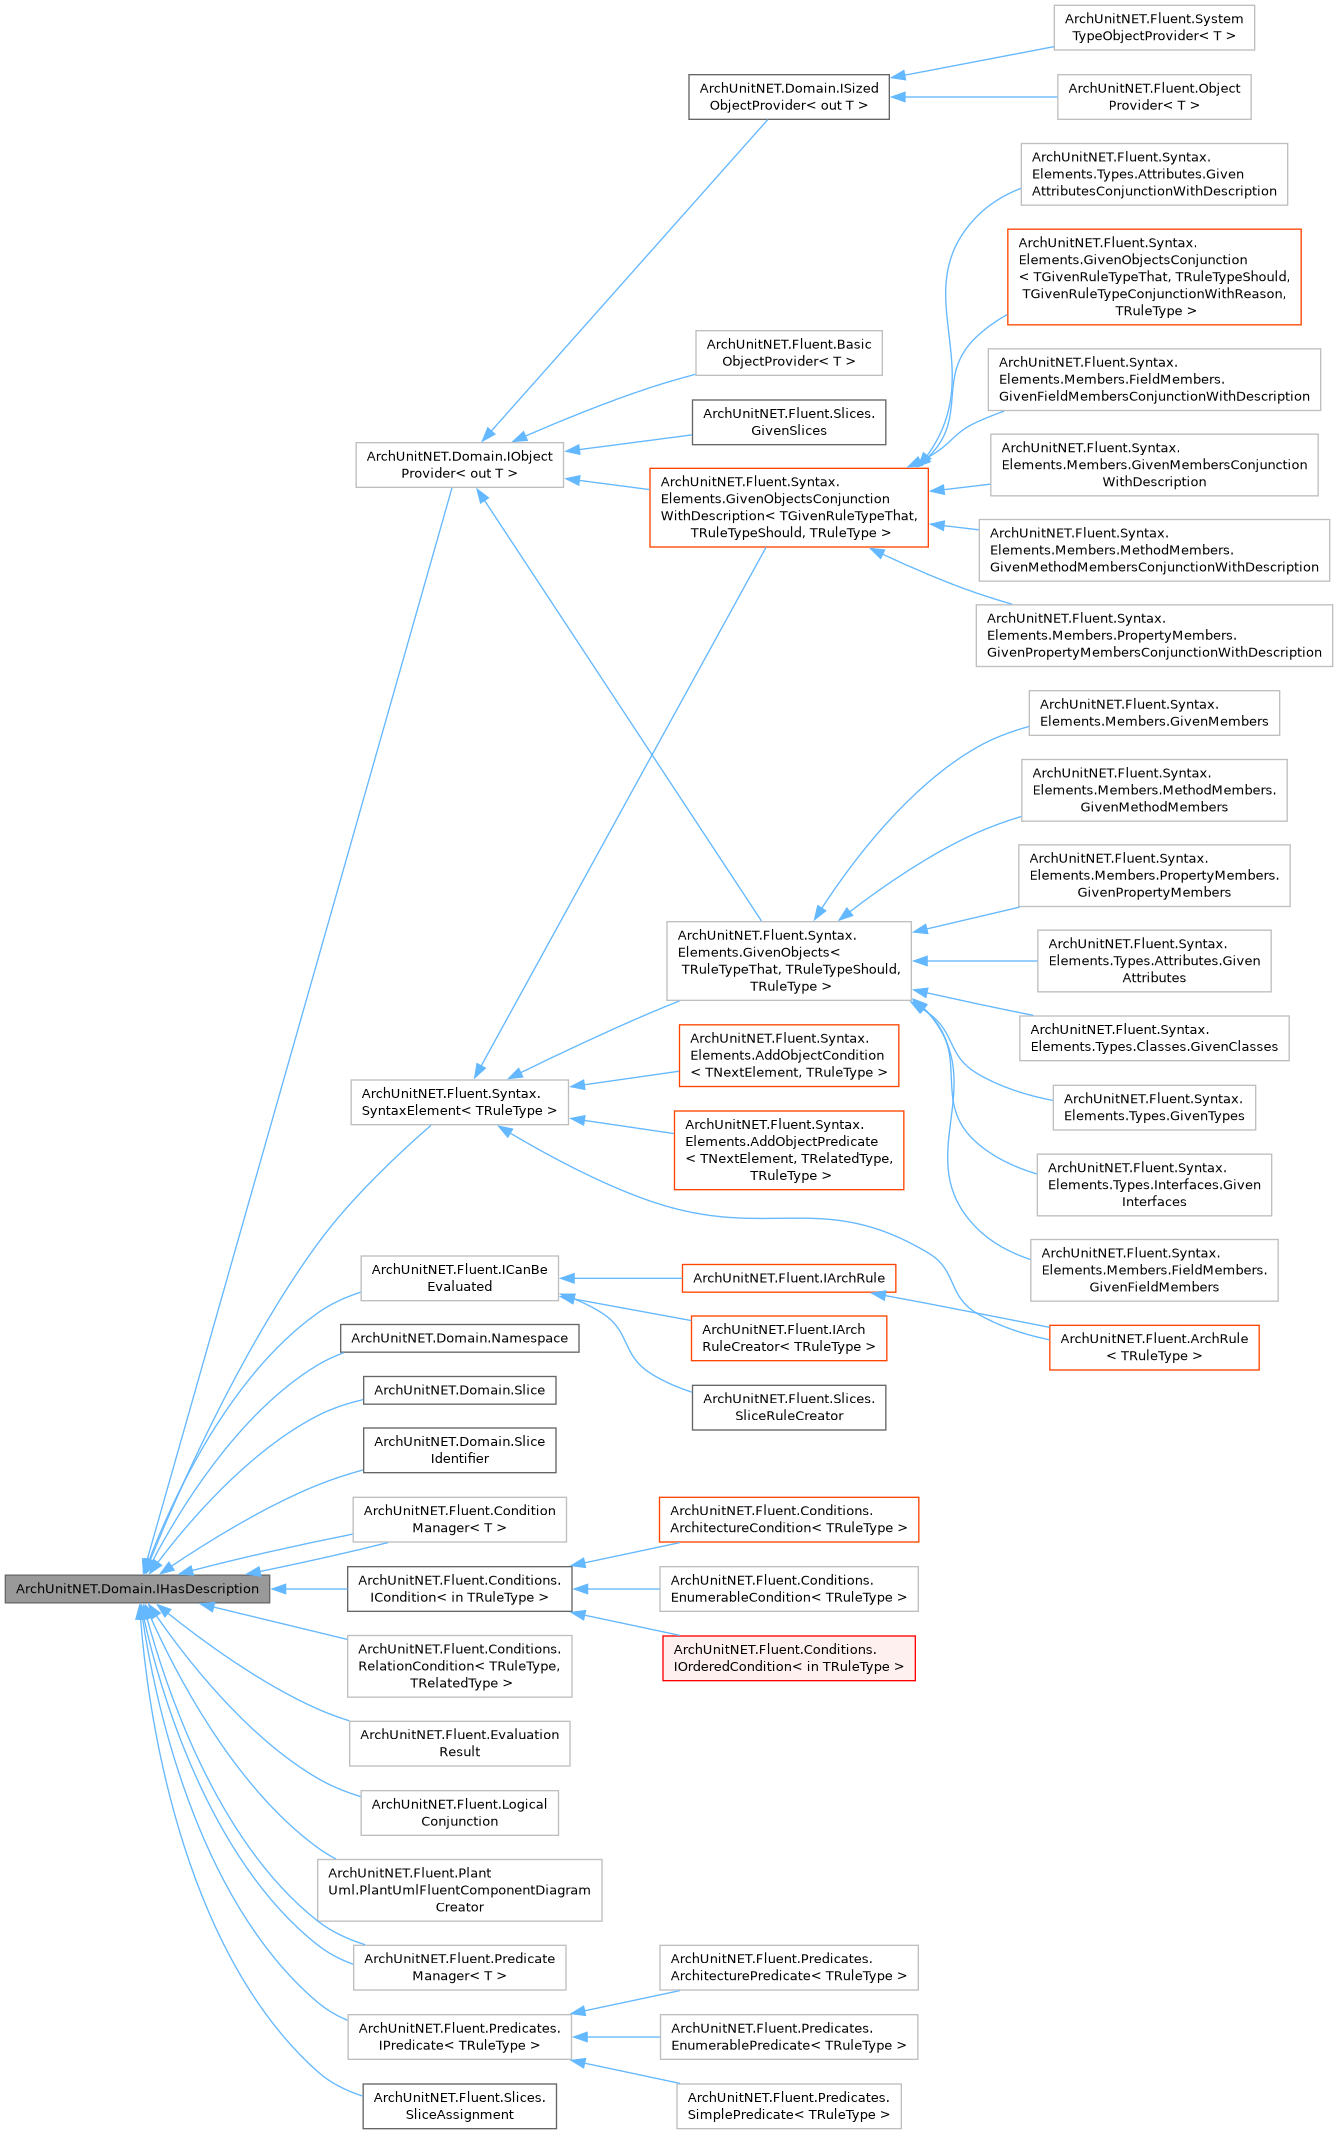 ArchUnitNET.Fluent.System
TypeObjectProvider< T >
ArchUnitNET.Domain.ISized
ObjectProvider< out T >
ArchUnitNET.Fluent.Object
Provider< T >
ArchUnitNET.Fluent.Syntax.
Elements.Types.Attributes.Given
AttributesConjunctionWithDescription
ArchUnitNET.Fluent.Syntax.
Elements.GivenObjectsConjunction
< TGivenRuleTypeThat, TRuleTypeShould,
TGivenRuleTypeConjunctionWithReason,
TRuleType >
ArchUnitNET.Fluent.Basic
ObjectProvider< T >
ArchUnitNET.Fluent.Syntax.
Elements.Members.FieldMembers.
GivenFieldMembersConjunctionWithDescription
ArchUnitNET.Fluent.Slices.
GivenSlices
ArchUnitNET.Domain.IObject
Provider< out T >
ArchUnitNET.Fluent.Syntax.
Elements.Members.GivenMembersConjunction
WithDescription
ArchUnitNET.Fluent.Syntax.
Elements.GivenObjectsConjunction
WithDescription< TGivenRuleTypeThat,
TRuleTypeShould, TRuleType >
ArchUnitNET.Fluent.Syntax.
Elements.Members.MethodMembers.
GivenMethodMembersConjunctionWithDescription
ArchUnitNET.Fluent.Syntax.
Elements.Members.PropertyMembers.
GivenPropertyMembersConjunctionWithDescription
ArchUnitNET.Fluent.Syntax.
Elements.Members.GivenMembers
ArchUnitNET.Fluent.Syntax.
Elements.Members.MethodMembers.
GivenMethodMembers
ArchUnitNET.Fluent.Syntax.
Elements.Members.PropertyMembers.
GivenPropertyMembers
ArchUnitNET.Fluent.Syntax.
Elements.GivenObjects<
TRuleTypeThat, TRuleTypeShould,
TRuleType >
ArchUnitNET.Fluent.Syntax.
Elements.Types.Attributes.Given
Attributes
ArchUnitNET.Fluent.Syntax.
Elements.Types.Classes.GivenClasses
ArchUnitNET.Fluent.Syntax.
Elements.AddObjectCondition
< TNextElement, TRuleType >
ArchUnitNET.Fluent.Syntax.
SyntaxElement< TRuleType >
ArchUnitNET.Fluent.Syntax.
Elements.Types.GivenTypes
ArchUnitNET.Fluent.Syntax.
Elements.AddObjectPredicate
< TNextElement, TRelatedType,
TRuleType >
ArchUnitNET.Fluent.Syntax.
Elements.Types.Interfaces.Given
Interfaces
ArchUnitNET.Fluent.Syntax.
Elements.Members.FieldMembers.
GivenFieldMembers
ArchUnitNET.Fluent.ICanBe
Evaluated
ArchUnitNET.Fluent.IArchRule
ArchUnitNET.Domain.Namespace
ArchUnitNET.Fluent.IArch
RuleCreator< TRuleType >
ArchUnitNET.Fluent.ArchRule
< TRuleType >
ArchUnitNET.Domain.Slice
ArchUnitNET.Fluent.Slices.
SliceRuleCreator
ArchUnitNET.Domain.Slice
Identifier
ArchUnitNET.Fluent.Condition
Manager< T >
ArchUnitNET.Fluent.Conditions.
ArchitectureCondition< TRuleType >
ArchUnitNET.Domain.IHasDescription
ArchUnitNET.Fluent.Conditions.
ICondition< in TRuleType >
ArchUnitNET.Fluent.Conditions.
EnumerableCondition< TRuleType >
ArchUnitNET.Fluent.Conditions.
RelationCondition< TRuleType,
TRelatedType >
ArchUnitNET.Fluent.Conditions.
IOrderedCondition< in TRuleType >
ArchUnitNET.Fluent.Evaluation
Result
ArchUnitNET.Fluent.Logical
Conjunction
ArchUnitNET.Fluent.Plant
Uml.PlantUmlFluentComponentDiagram
Creator
ArchUnitNET.Fluent.Predicate
Manager< T >
ArchUnitNET.Fluent.Predicates.
ArchitecturePredicate< TRuleType >
ArchUnitNET.Fluent.Predicates.
IPredicate< TRuleType >
ArchUnitNET.Fluent.Predicates.
EnumerablePredicate< TRuleType >
ArchUnitNET.Fluent.Slices.
SliceAssignment
ArchUnitNET.Fluent.Predicates.
SimplePredicate< TRuleType >